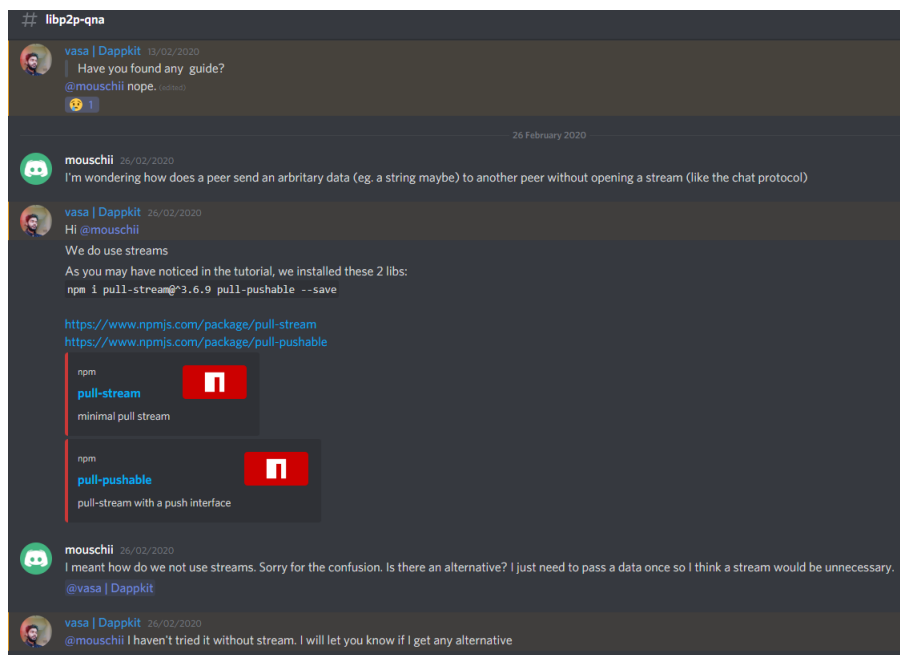 # libp2p-qna
vasa | Dappkit 13/02/2020
Have you found any guide?
@mouschii nope. (edited)
😢 1
26 February 2020
mouschii 26/02/2020
I'm wondering how does a peer send an arbritary data (eg. a string maybe) to another peer without opening a stream (like the chat protocol)
vasa | Dappkit 26/02/2020
Hi @mouschii
We do use streams
As you may have noticed in the tutorial, we installed these 2 libs:
npm i pull-stream@^3.6.9 pull-pushable --save
https://www.npmjs.com/package/pull-stream
https://www.npmjs.com/package/pull-pushable
npm
pull-stream
minimal pull stream
npm
pull-pushable
pull-stream with a push interface
mouschii 26/02/2020
I meant how do we not use streams. Sorry for the confusion. Is there an alternative? I just need to pass a data once so I think a stream would be unnecessary.
@vasa | Dappkit
vasa | Dappkit 26/02/2020
@mouschii I haven't tried it without stream. I will let you know if I get any alternative